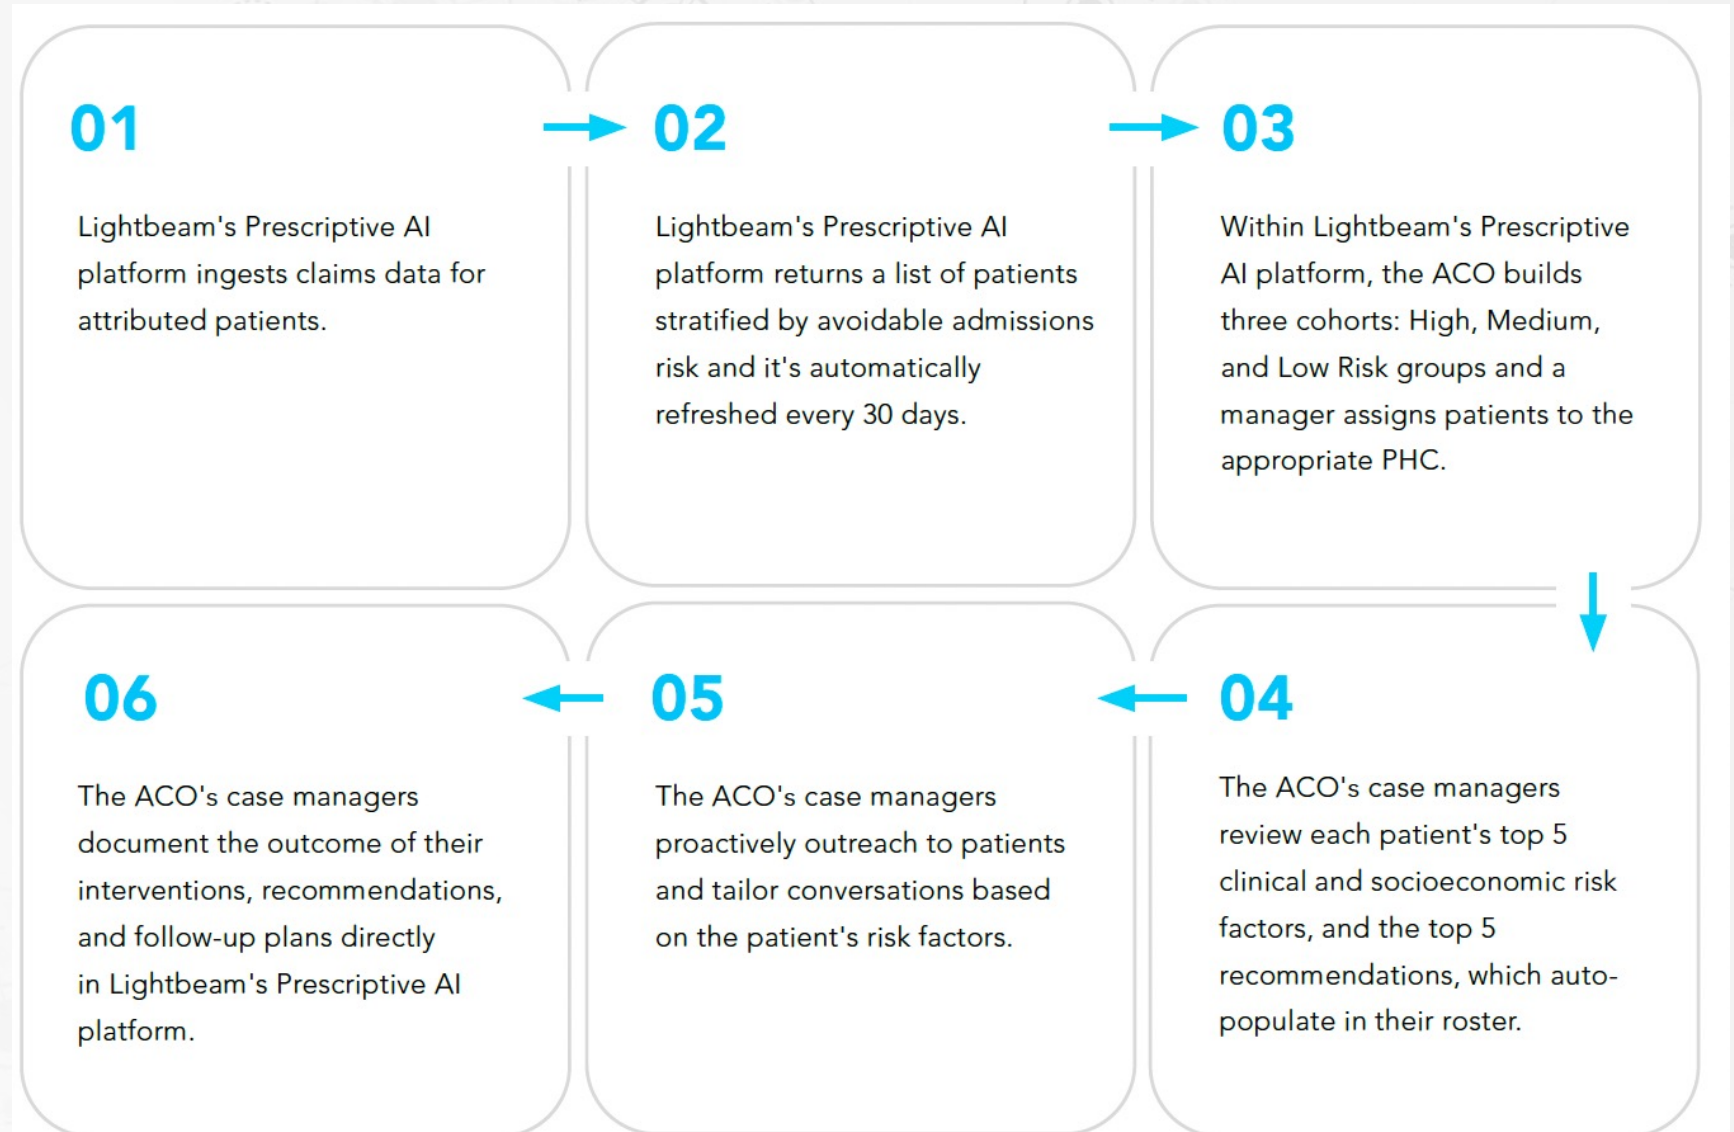 01
Lightbeam's Prescriptive AI
platform ingests claims data for
attributed patients.
02
Lightbeam's Prescriptive AI
platform returns a list of patients
stratified by avoidable admissions
risk and it's automatically
refreshed every 30 days.
03
Within Lightbeam's Prescriptive
AI platform, the ACO builds
three cohorts: High, Medium,
and Low Risk groups and a
manager assigns patients to the
appropriate PHC.
04
The ACO's case managers
review each patient's top 5
clinical and socioeconomic risk
factors, and the top 5
recommendations, which auto-
populate in their roster.
05
The ACO's case managers
proactively outreach to patients
and tailor conversations based
on the patient's risk factors.
06
The ACO's case managers
document the outcome of their
interventions, recommendations,
and follow-up plans directly
in Lightbeam's Prescriptive AI
platform.